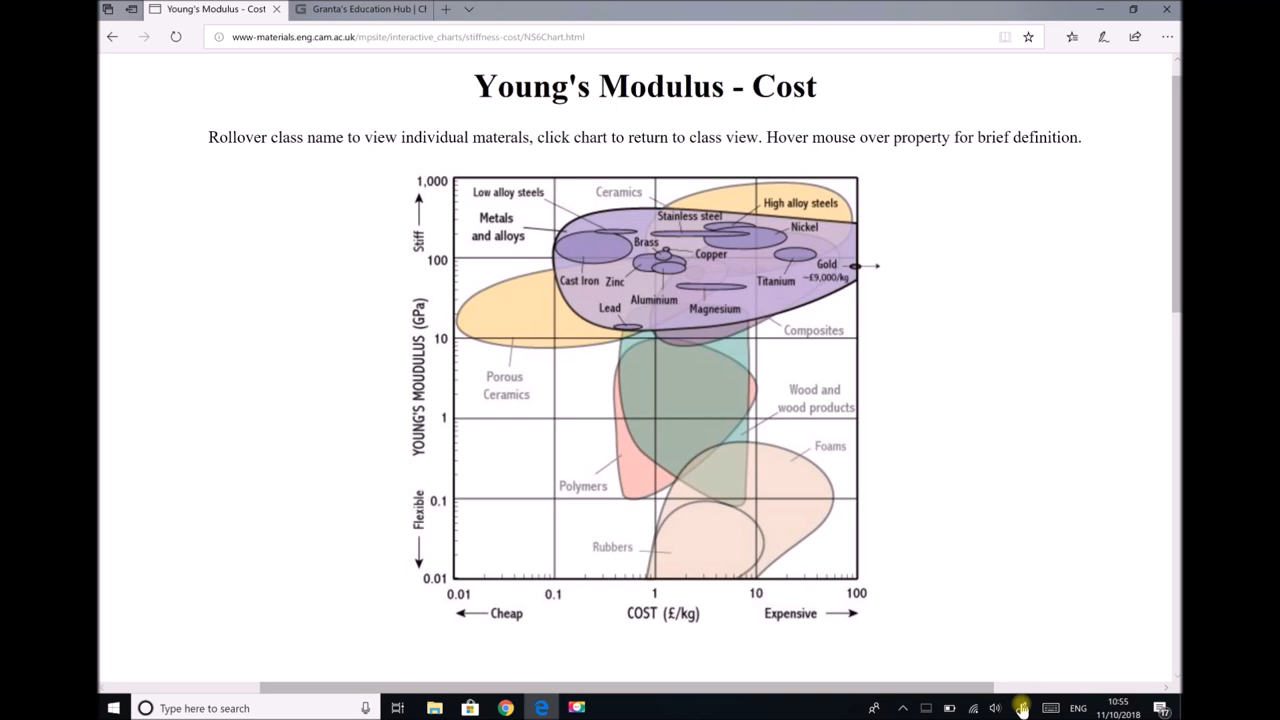 Young's Modulus - Cost
Granta's Education Hub | Cl
www-materials.eng.cam.ac.uk/mpsite/interactive_charts/stiffness-cost/NS6Chart.html
Young's Modulus - Cost
Rollover class name to view individual materals, click chart to return to class view. Hover mouse over property for brief definition.
1,000
100
10
1
0.1
0.01
Stiff
YOUNG'S MOUDULUS (GPa)
Flexible
Low alloy steels
Ceramics
High alloy steels
Metals
and alloys
Stainless steel
Nickel
Brass
Copper
Gold
~£9,000/kg
Cast Iron
Zinc
Titanium
Aluminium
Lead
Magnesium
Composites
Porous
Ceramics
Wood and
wood products
Foams
Polymers
Rubbers
0.01
0.1
1
10
100
Cheap
COST (£/kg)
Expensive
Type here to search
ENG
10:55
11/10/2018
17